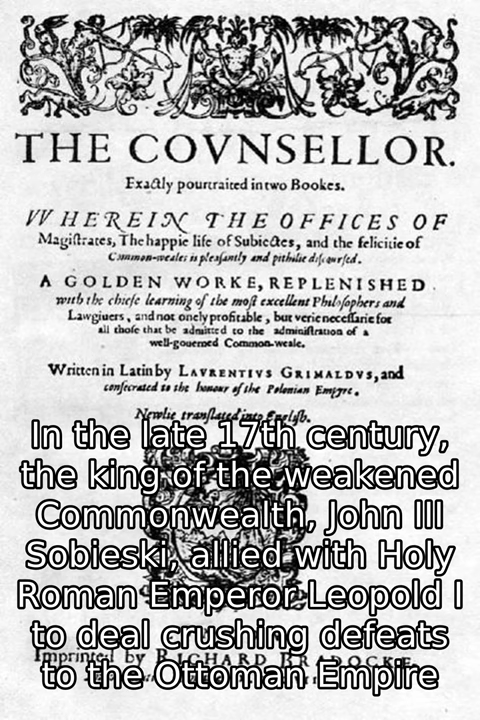 THE COVNSELLOR.
Exactly pourtraited in two Bookes.
WHEREIN THE OFFICES OF
Magiſtrates, The happie life of Subiectes, and the felicitie of
Common-weales is pleaſantly and pithilie diſcourſed.
A GOLDEN WORKE, REPLENISHED
with the chiefe learning of the moſt excellent Philoſophers and
Lawgiuers, and not onely profitable, but verie neceſſarie for
all thoſe that be admitted to the adminiſtration of a
well-gouerned Common-weale.
Written in Latin by LAVRENTIVS GRIMALDVS, and
conſecrated to the honour of the Polonian Empyre.
Newlie tranſlated into Engliſh.
In the late 17th century,
the king of the weakened
Commonwealth, John III
Sobieski, allied with Holy
Roman Emperor Leopold I
to deal crushing defeats
to the Ottoman Empire
Imprinted by RICHARD BRADOCKE,